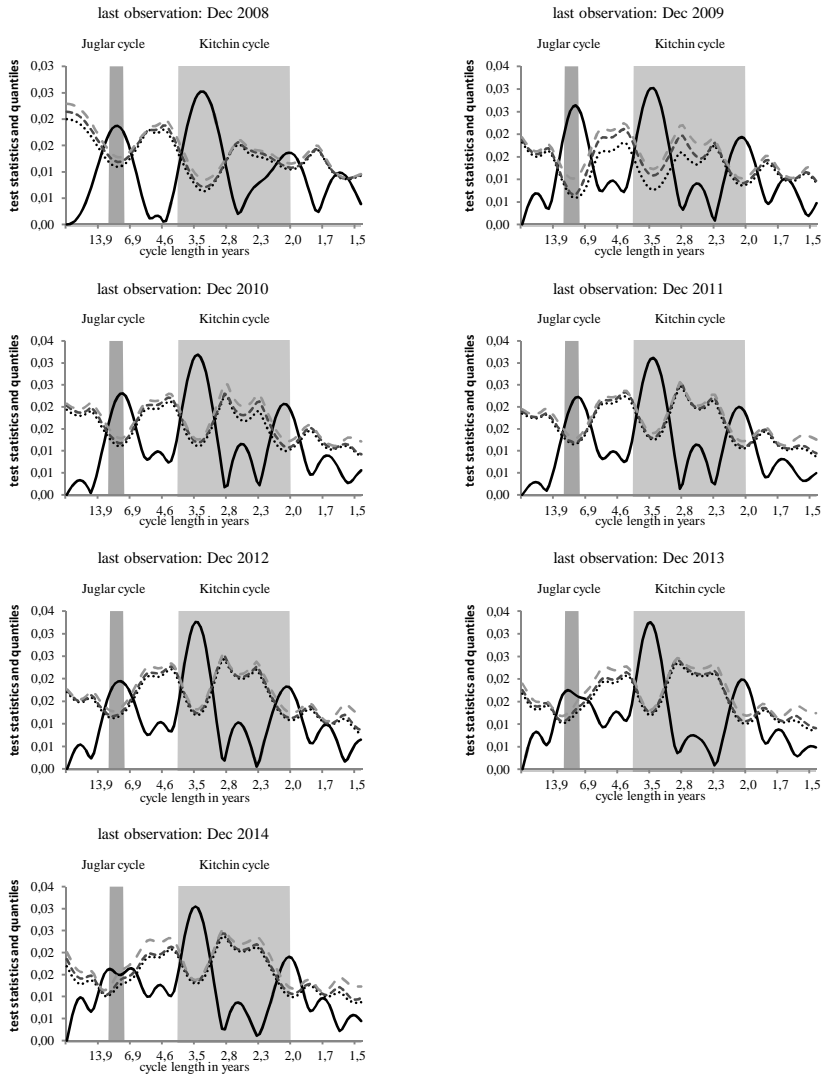 last observation: Dec 2008
Juglar cycle Kitchin cycle
test statistics and quantiles
0,03
0,03
0,02
0,02
0,01
0,01
0,00
13,9 6,9 4,6 3,5 2,8 2,3 2,0 1,7 1,5
cycle length in years
last observation: Dec 2009
Juglar cycle Kitchin cycle
test statistics and quantiles
0,04
0,03
0,03
0,02
0,02
0,01
0,01
0,00
13,9 6,9 4,6 3,5 2,8 2,3 2,0 1,7 1,5
cycle length in years
last observation: Dec 2010
Juglar cycle Kitchin cycle
test statistics and quantiles
0,04
0,03
0,03
0,02
0,02
0,01
0,01
0,00
13,9 6,9 4,6 3,5 2,8 2,3 2,0 1,7 1,5
cycle length in years
last observation: Dec 2011
Juglar cycle Kitchin cycle
test statistics and quantiles
0,04
0,03
0,03
0,02
0,02
0,01
0,01
0,00
13,9 6,9 4,6 3,5 2,8 2,3 2,0 1,7 1,5
cycle length in years
last observation: Dec 2012
Juglar cycle Kitchin cycle
test statistics and quantiles
0,04
0,03
0,03
0,02
0,02
0,01
0,01
0,00
13,9 6,9 4,6 3,5 2,8 2,3 2,0 1,7 1,5
cycle length in years
last observation: Dec 2013
Juglar cycle Kitchin cycle
test statistics and quantiles
0,04
0,03
0,03
0,02
0,02
0,01
0,01
0,00
13,9 6,9 4,6 3,5 2,8 2,3 2,0 1,7 1,5
cycle length in years
last observation: Dec 2014
Juglar cycle Kitchin cycle
test statistics and quantiles
0,04
0,03
0,03
0,02
0,02
0,01
0,01
0,00
13,9 6,9 4,6 3,5 2,8 2,3 2,0 1,7 1,5
cycle length in years